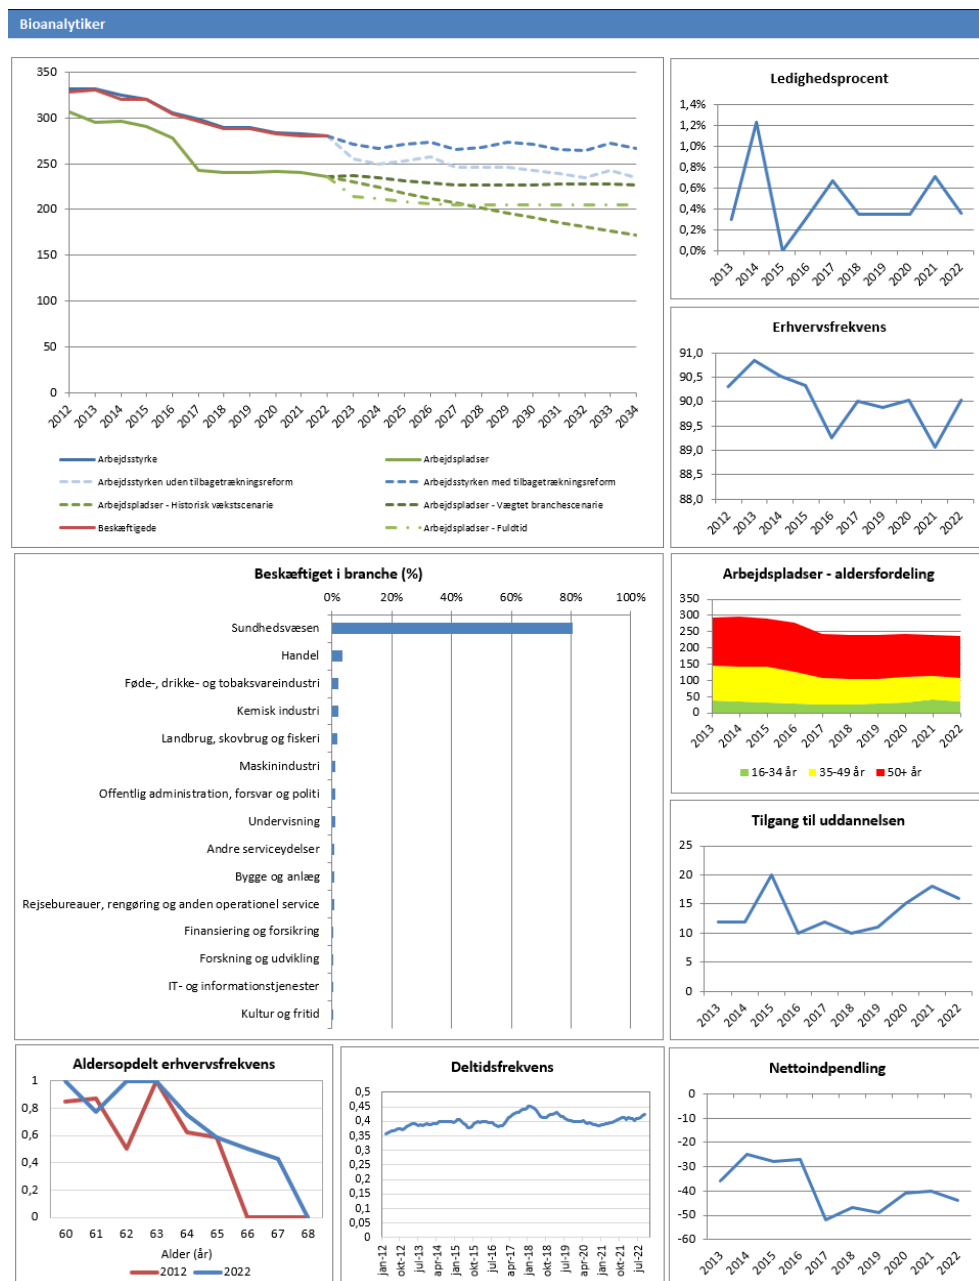 Bioanalytiker
350
300
250
200
150
100
50
0
2012 2013 2014 2015 2016 2017 2018 2019 2020 2021 2022 2023 2024 2025 2026 2027 2028 2029 2030 2031 2032 2033 2034
Arbejdsstyrke
Arbejdspladser
Arbejdsstyrken uden tilbagetrækningsreform
Arbejdsstyrken med tilbagetrækningsreform
Arbejdspladser - Historisk vækstscenarie
Arbejdspladser - Vægtet branchescenarie
Beskæftigede
Arbejdspladser - Fuldtid
Ledighedsprocent
1,4%
1,2%
1,0%
0,8%
0,6%
0,4%
0,2%
0,0%
2013 2014 2015 2016 2017 2018 2019 2020 2021 2022
Erhvervsfrekvens
91,0
90,5
90,0
89,5
89,0
88,5
88,0
2012 2013 2014 2015 2016 2017 2018 2019 2020 2021 2022
Beskæftiget i branche (%)
0% 20% 40% 60% 80% 100%
Sundhedsvæsen
Handel
Føde-, drikke- og tobaksvareindustri
Kemisk industri
Landbrug, skovbrug og fiskeri
Maskinindustri
Offentlig administration, forsvar og politi
Undervisning
Andre serviceydelser
Bygge og anlæg
Rejsebureauer, rengøring og anden operationel service
Finansiering og forsikring
Forskning og udvikling
IT- og informationstjenester
Kultur og fritid
Arbejdspladser - aldersfordeling
350
300
250
200
150
100
50
0
2013 2014 2015 2016 2017 2018 2019 2020 2021 2022
16-34 år 35-49 år 50+ år
Tilgang til uddannelsen
25
20
15
10
5
0
2013 2014 2015 2016 2017 2018 2019 2020 2021 2022
Aldersopdelt erhvervsfrekvens
1
0,8
0,6
0,4
0,2
0
60 61 62 63 64 65 66 67 68
Alder (år)
2012 2022
Deltidsfrekvens
0,5
0,45
0,4
0,35
0,3
0,25
0,2
0,15
0,1
0,05
0
jan-12 okt-12 jul-13 apr-14 jan-15 okt-15 jul-16 apr-17 jan-18 okt-18 jul-19 apr-20 jan-21 okt-21 jul-22
Nettoindpendling
0
-10
-20
-30
-40
-50
-60
2013 2014 2015 2016 2017 2018 2019 2020 2021 2022